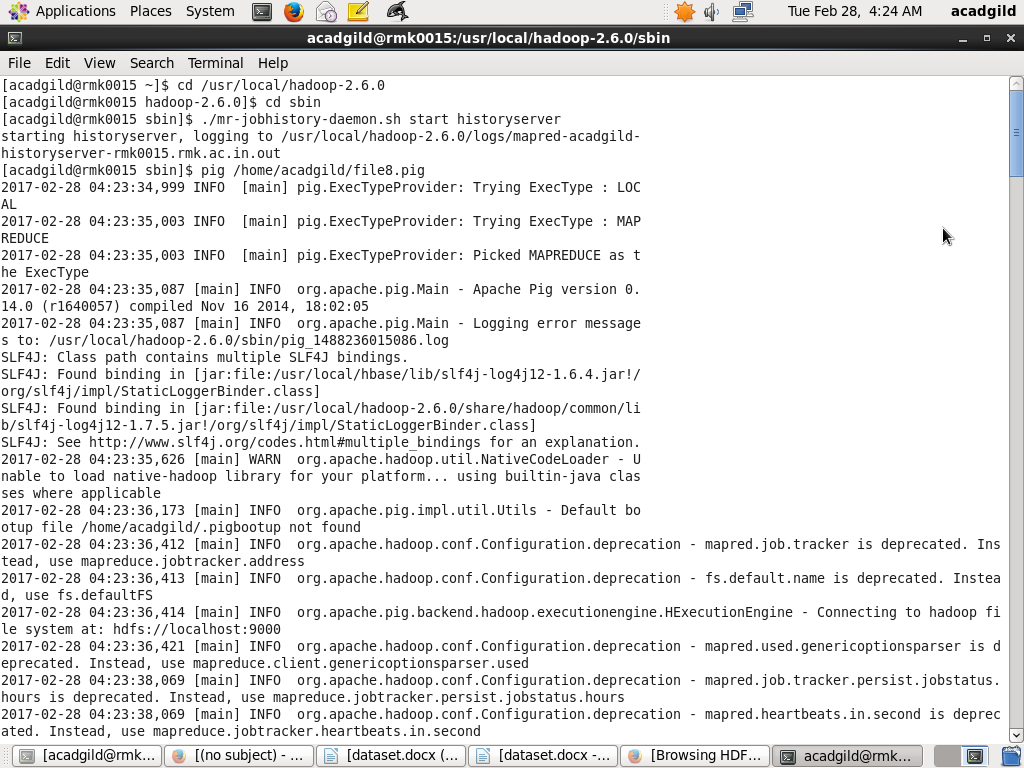 Applications Places System Tue Feb 28, 4:24 AM acadgild
acadgild@rmk0015:/usr/local/hadoop-2.6.0/sbin
File Edit View Search Terminal Help
[acadgild@rmk0015 ~]$ cd /usr/local/hadoop-2.6.0
[acadgild@rmk0015 hadoop-2.6.0]$ cd sbin
[acadgild@rmk0015 sbin]$ ./mr-jobhistory-daemon.sh start historyserver
starting historyserver, logging to /usr/local/hadoop-2.6.0/logs/mapred-acadgild-
historyserver-rmk0015.rmk.ac.in.out
[acadgild@rmk0015 sbin]$ pig /home/acadgild/file8.pig
2017-02-28 04:23:34,999 INFO  [main] pig.ExecTypeProvider: Trying ExecType : LOC
AL
2017-02-28 04:23:35,003 INFO  [main] pig.ExecTypeProvider: Trying ExecType : MAP
REDUCE
2017-02-28 04:23:35,003 INFO  [main] pig.ExecTypeProvider: Picked MAPREDUCE as t
he ExecType
2017-02-28 04:23:35,087 [main] INFO  org.apache.pig.Main - Apache Pig version 0.
14.0 (r1640057) compiled Nov 16 2014, 18:02:05
2017-02-28 04:23:35,087 [main] INFO  org.apache.pig.Main - Logging error message
s to: /usr/local/hadoop-2.6.0/sbin/pig_1488236015086.log
SLF4J: Class path contains multiple SLF4J bindings.
SLF4J: Found binding in [jar:file:/usr/local/hbase/lib/slf4j-log4j12-1.6.4.jar!/
org/slf4j/impl/StaticLoggerBinder.class]
SLF4J: Found binding in [jar:file:/usr/local/hadoop-2.6.0/share/hadoop/common/li
b/slf4j-log4j12-1.7.5.jar!/org/slf4j/impl/StaticLoggerBinder.class]
SLF4J: See http://www.slf4j.org/codes.html#multiple_bindings for an explanation.
2017-02-28 04:23:35,626 [main] WARN  org.apache.hadoop.util.NativeCodeLoader - U
nable to load native-hadoop library for your platform... using builtin-java clas
ses where applicable
2017-02-28 04:23:36,173 [main] INFO  org.apache.pig.impl.util.Utils - Default bo
otup file /home/acadgild/.pigbootup not found
2017-02-28 04:23:36,412 [main] INFO  org.apache.hadoop.conf.Configuration.deprecation - mapred.job.tracker is deprecated. Ins
tead, use mapreduce.jobtracker.address
2017-02-28 04:23:36,413 [main] INFO  org.apache.hadoop.conf.Configuration.deprecation - fs.default.name is deprecated. Instea
d, use fs.defaultFS
2017-02-28 04:23:36,414 [main] INFO  org.apache.pig.backend.hadoop.executionengine.HExecutionEngine - Connecting to hadoop fi
le system at: hdfs://localhost:9000
2017-02-28 04:23:36,421 [main] INFO  org.apache.hadoop.conf.Configuration.deprecation - mapred.used.genericoptionsparser is d
eprecated. Instead, use mapreduce.client.genericoptionsparser.used
2017-02-28 04:23:38,069 [main] INFO  org.apache.hadoop.conf.Configuration.deprecation - mapred.job.tracker.persist.jobstatus.
hours is deprecated. Instead, use mapreduce.jobtracker.persist.jobstatus.hours
2017-02-28 04:23:38,069 [main] INFO  org.apache.hadoop.conf.Configuration.deprecation - mapred.heartbeats.in.second is deprec
ated. Instead, use mapreduce.jobtracker.heartbeats.in.second
[acadgild@rmk... [(no subject) - ... [dataset.docx (... [dataset.docx -... [Browsing HDF... acadgild@rmk...